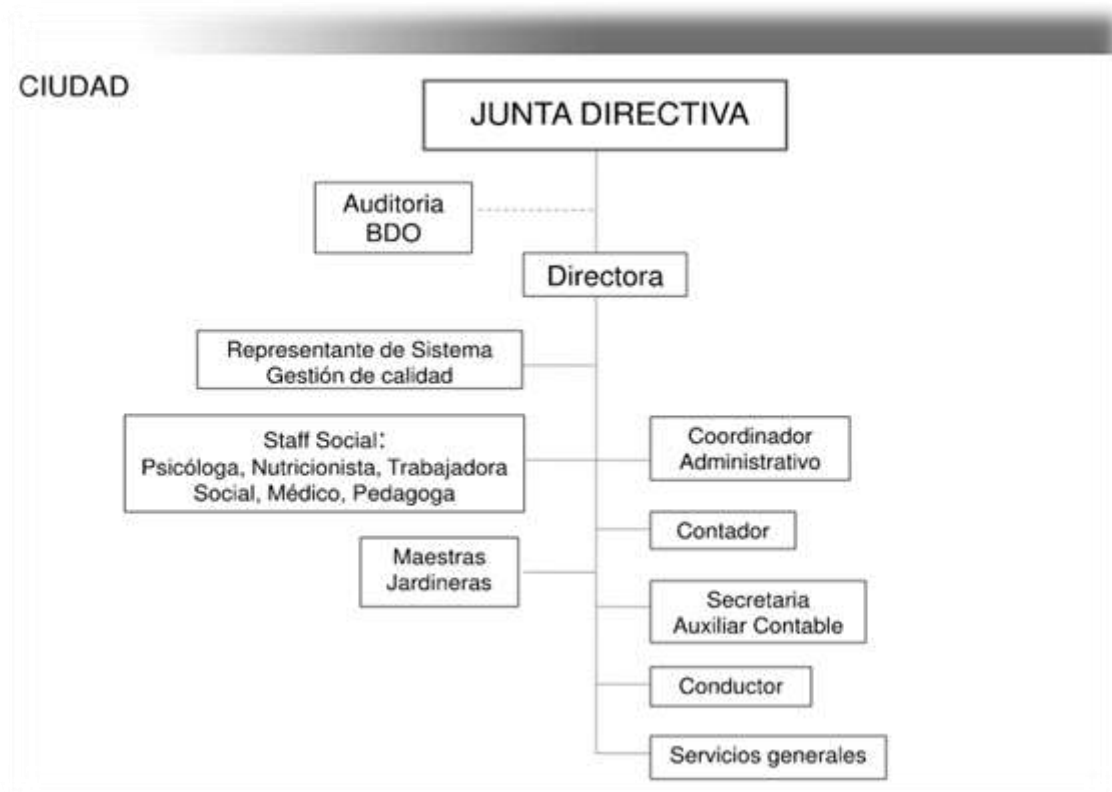 CIUDAD
JUNTA DIRECTIVA
Auditoria
BDO
Directora
Representante de Sistema
Gestión de calidad
Staff Social:
Psicóloga, Nutricionista, Trabajadora
Social, Médico, Pedagoga
Coordinador
Administrativo
Contador
Maestras
Jardineras
Secretaria
Auxiliar Contable
Conductor
Servicios generales